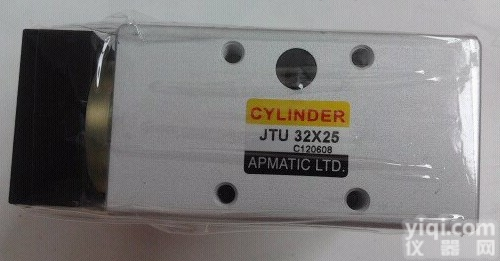 CYLINDER
JTU 32X25
C120608
APMATIC LTD.
yiqi.com
仪器网